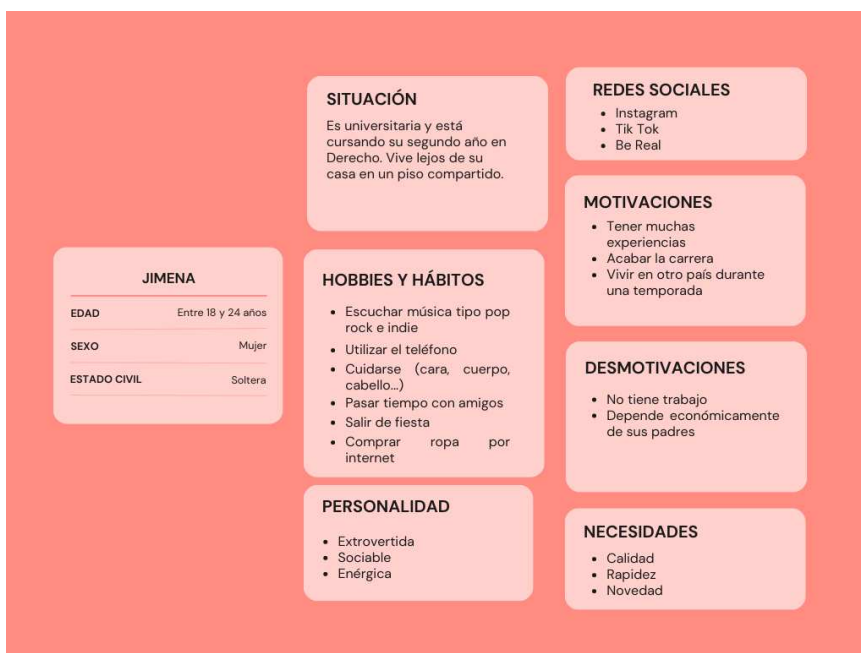 JIMENA
EDAD Entre 18 y 24 años
SEXO Mujer
ESTADO CIVIL Soltera
SITUACIÓN
Es universitaria y está
cursando su segundo año en
Derecho. Vive lejos de su
casa en un piso compartido.
HOBBIES Y HÁBITOS
• Escuchar música tipo pop
rock e indie
• Utilizar el teléfono
• Cuidarse (cara, cuerpo,
cabello...)
• Pasar tiempo con amigos
• Salir de fiesta
• Comprar ropa por
internet
PERSONALIDAD
• Extrovertida
• Sociable
• Enérgica
REDES SOCIALES
• Instagram
• Tik Tok
• Be Real
MOTIVACIONES
• Tener muchas
experiencias
• Acabar la carrera
• Vivir en otro país durante
una temporada
DESMOTIVACIONES
• No tiene trabajo
• Depende económicamente
de sus padres
NECESIDADES
• Calidad
• Rapidez
• Novedad